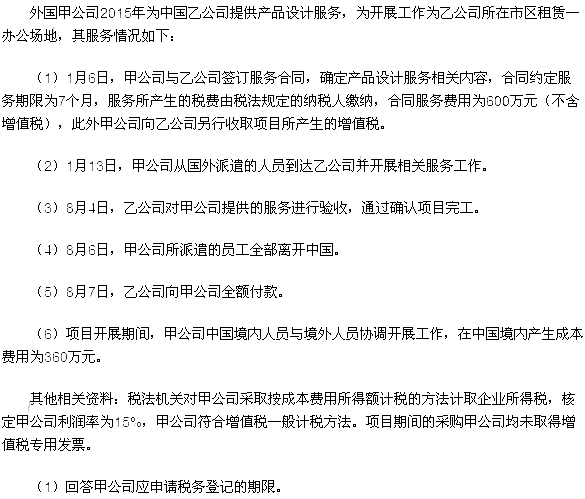 外国甲公司2015年为中国乙公司提供产品设计服务，为开展工作为乙公司所在市区租赁一
办公场地，其服务情况如下：
（1）1月6日，甲公司与乙公司签订服务合同，确定产品设计服务相关内容，合同约定服
务期限为7个月，服务所产生的税费由税法规定的纳税人缴纳，合同服务费用为600万元（不含
增值税），此外甲公司向乙公司另行收取项目所产生的增值税。
（2）1月13日，甲公司从国外派遣的人员到达乙公司并开展相关服务工作。
（3）8月4日，乙公司对甲公司提供的服务进行验收，通过确认项目完工。
（4）8月6日，甲公司所派遣的员工全部离开中国。
（5）8月7日，乙公司向甲公司全额付款。
（6）项目开展期间，甲公司中国境内人员与境外人员协调开展工作，在中国境内产生成本
费用为360万元。
其他相关资料：税法机关对甲公司采取按成本费用所得额计税的方法计取企业所得税，核
定甲公司利润率为15%，甲公司符合增值税一般计税方法。项目期间的采购甲公司均未取得增
值税专用发票。
（1）回答甲公司应申请税务登记的期限。